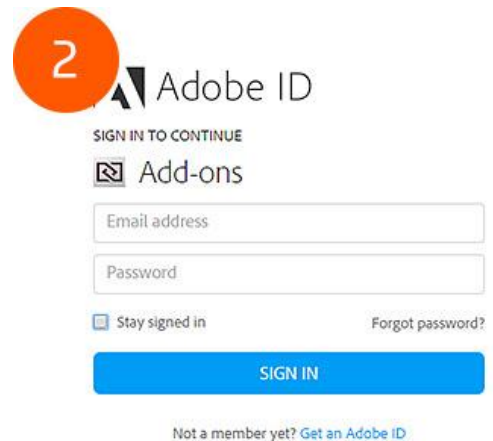 2
Adobe ID
SIGN IN TO CONTINUE
Add-ons
Email address
Password
Stay signed in Forgot password?
SIGN IN
Not a member yet? Get an Adobe ID